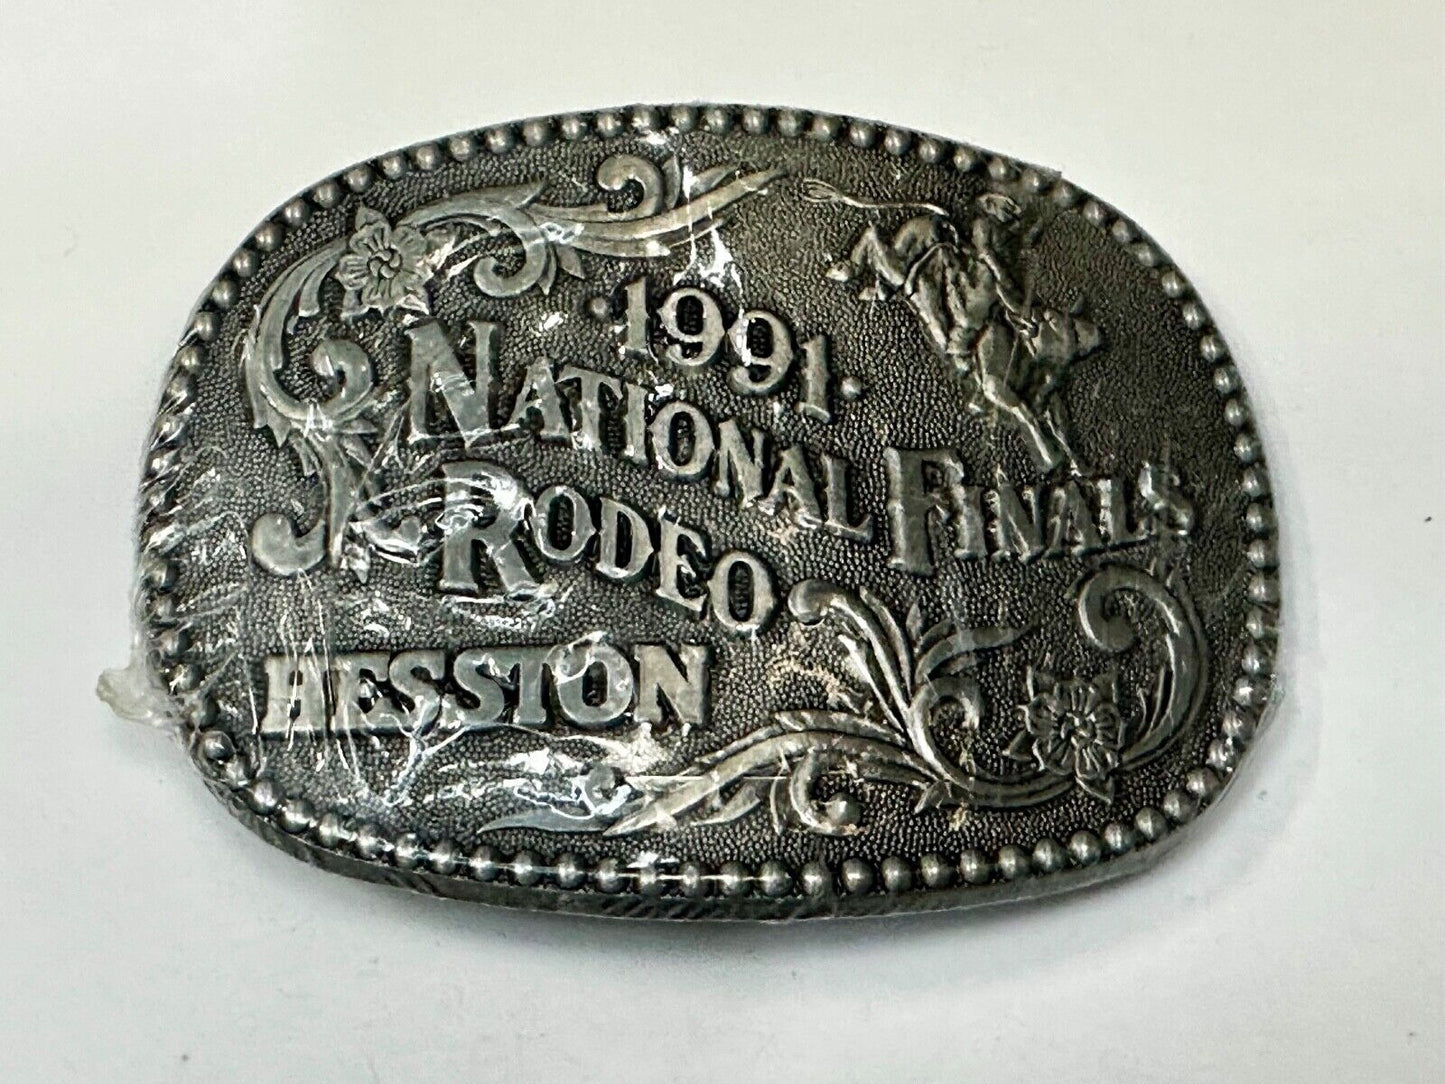 ·1991·
NATIONAL FINALS
RODEO
HESSTON